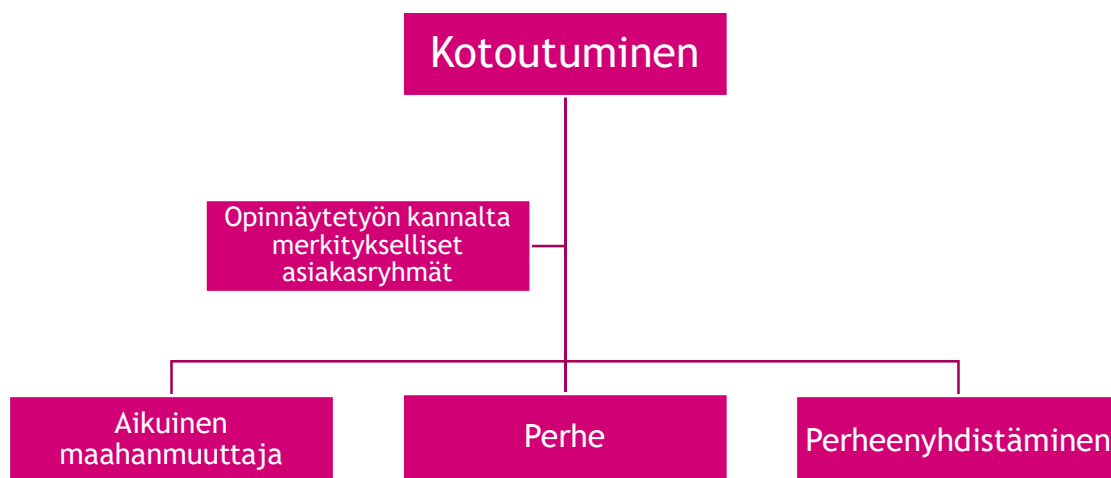 Kotoutuminen
Opinnäytetyön kannalta
merkitykselliset
asiakasryhmät
Aikuinen
maahanmuuttaja
Perhe
Perheenyhdistäminen